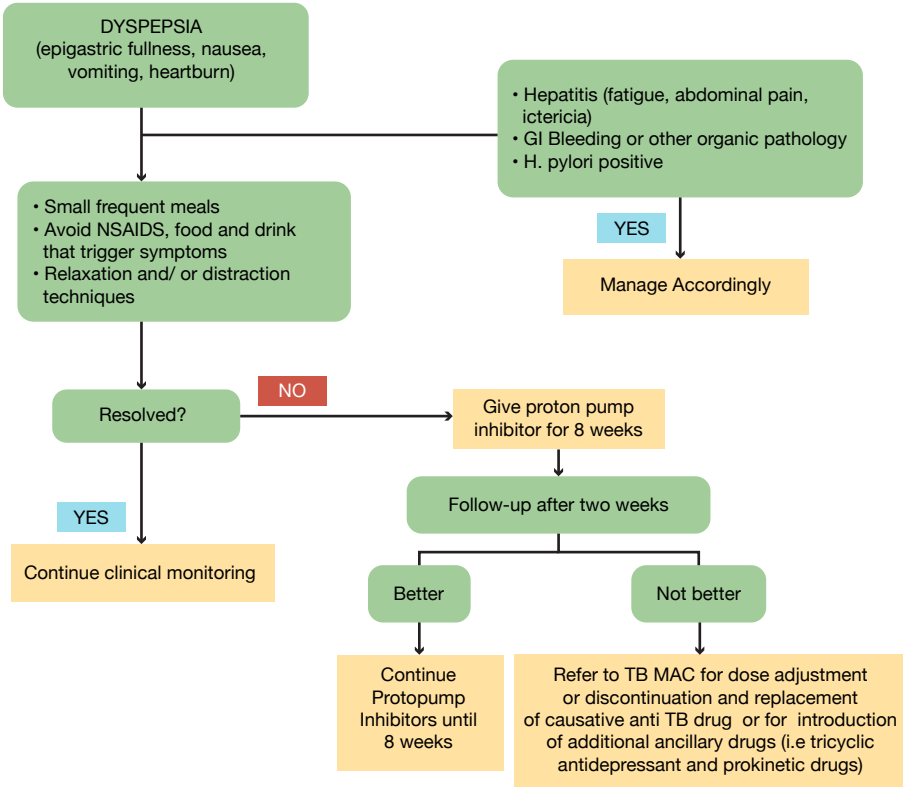 DYSPEPSIA
(epigastric fullness, nausea,
vomiting, heartburn)
• Hepatitis (fatigue, abdominal pain,
ictericia)
• GI Bleeding or other organic pathology
• H. pylori positive
• Small frequent meals
• Avoid NSAIDS, food and drink
that trigger symptoms
• Relaxation and/ or distraction
techniques
YES
Manage Accordingly
Resolved?
NO
Give proton pump
inhibitor for 8 weeks
YES
Continue clinical monitoring
Follow-up after two weeks
Better
Not better
Continue
Protopump
Inhibitors until
8 weeks
Refer to TB MAC for dose adjustment
or discontinuation and replacement
of causative anti TB drug or for introduction
of additional ancillary drugs (i.e tricyclic
antidepressant and prokinetic drugs)